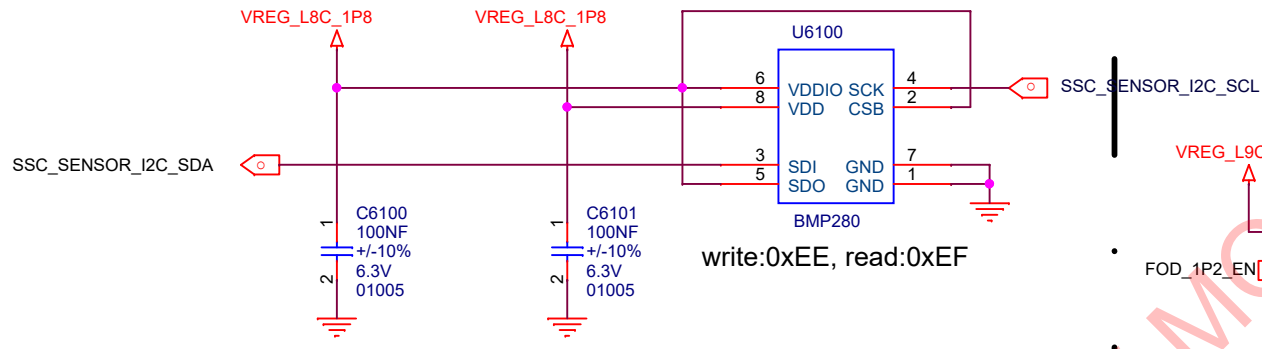 VREG_L8C_1P8
VREG_L8C_1P8
U6100
6 VDDIO SCK 4
8 VDD CSB 2
SSC_SENSOR_I2C_SCL
SSC_SENSOR_I2C_SDA
3 SDI GND 7
5 SDO GND 1
BMP280
write:0xEE, read:0xEF
1
C6100
100NF
+/-10%
6.3V
01005
2
1
C6101
100NF
+/-10%
6.3V
01005
2
VREG_L9C
FOD_1P2_EN